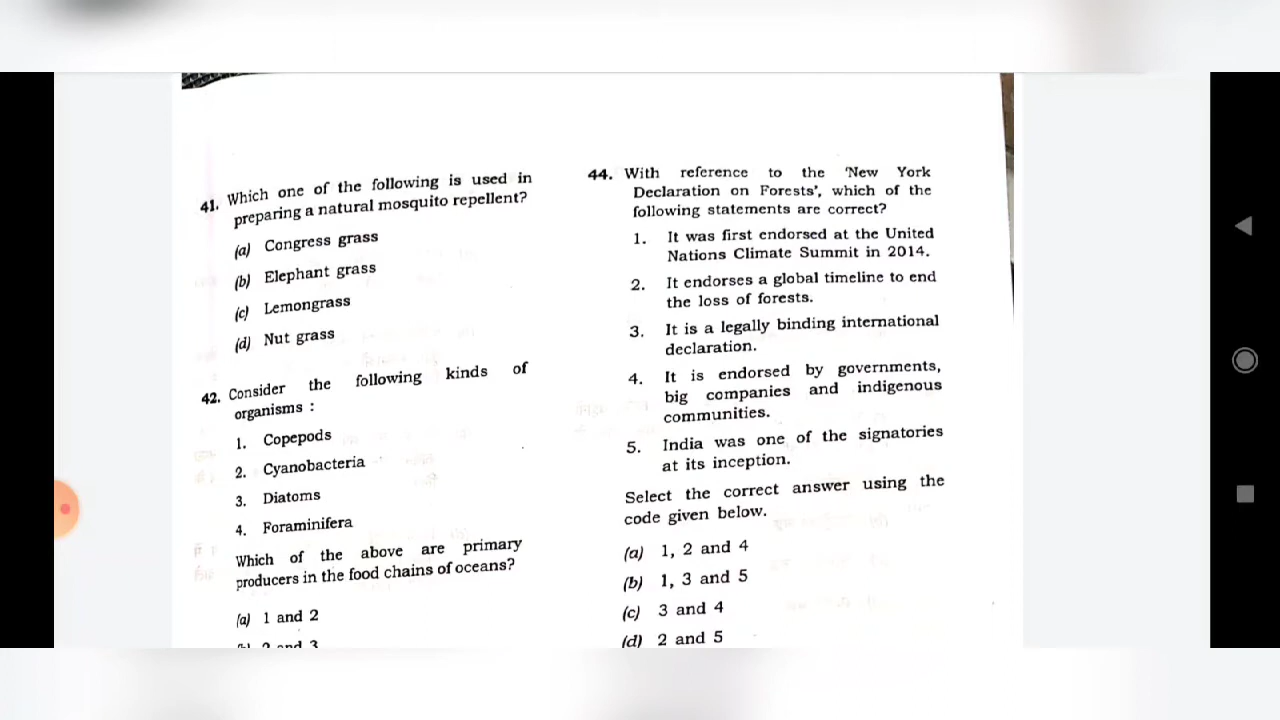 41. Which one of the following is used in
preparing a natural mosquito repellent?
(a) Congress grass
(b) Elephant grass
(c) Lemongrass
(d) Nut grass
42. Consider the following kinds of
organisms :
1. Copepods
2. Cyanobacteria
3. Diatoms
4. Foraminifera
Which of the above are primary
producers in the food chains of oceans?
(a) 1 and 2
(b) 2 and 3
44. With reference to the 'New York
Declaration on Forests', which of the
following statements are correct?
1. It was first endorsed at the United
Nations Climate Summit in 2014.
2. It endorses a global timeline to end
the loss of forests.
3. It is a legally binding international
declaration.
4. It is endorsed by governments,
big companies and indigenous
communities.
5. India was one of the signatories
at its inception.
Select the correct answer using the
code given below.
(a) 1, 2 and 4
(b) 1, 3 and 5
(c) 3 and 4
(d) 2 and 5